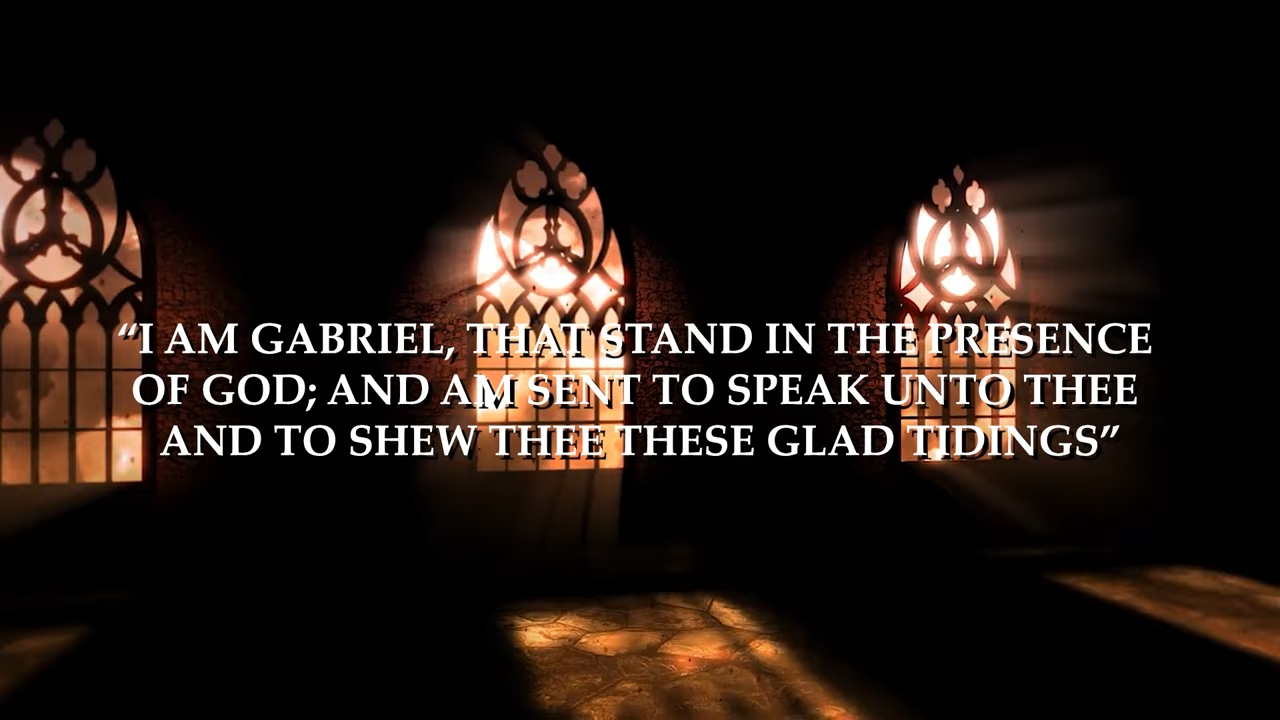 “I AM GABRIEL, THAT STAND IN THE PRESENCE
OF GOD; AND AM SENT TO SPEAK UNTO THEE
AND TO SHEW THEE THESE GLAD TIDINGS”